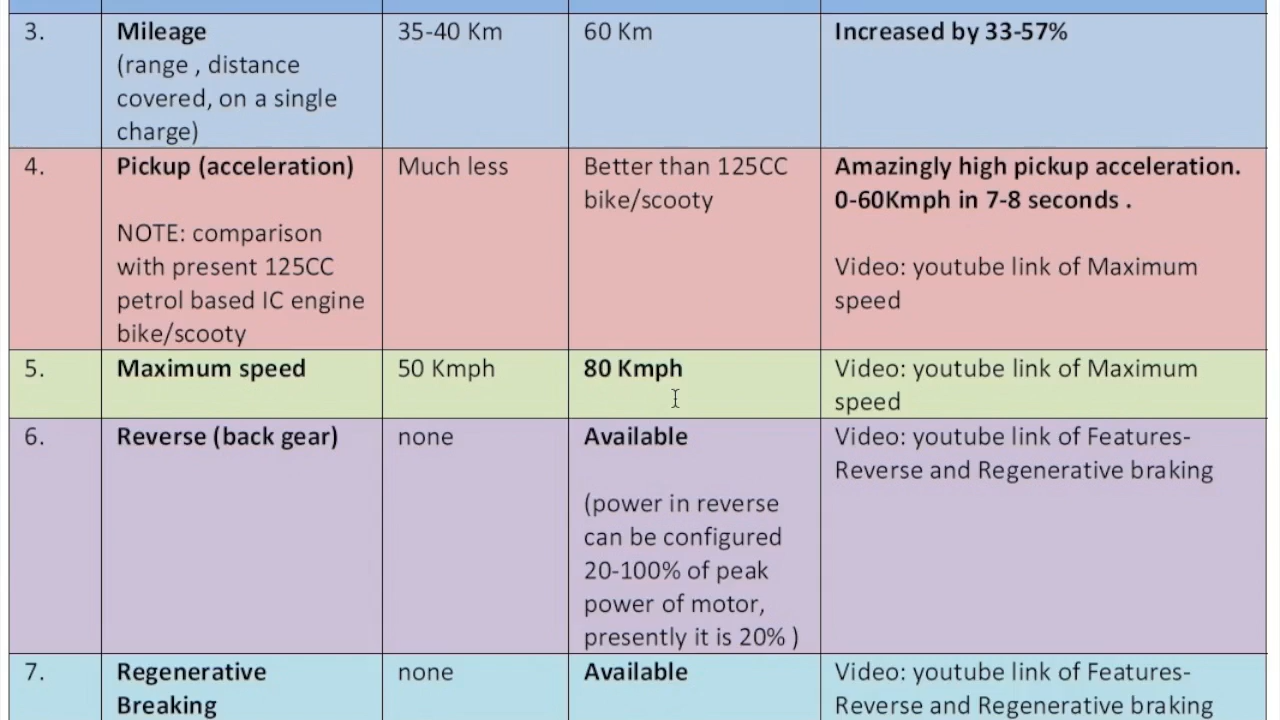 3.
Mileage
(range , distance
covered, on a single
charge)
35-40 Km
60 Km
Increased by 33-57%
4.
Pickup (acceleration)
NOTE: comparison
with present 125CC
petrol based IC engine
bike/scooty
Much less
Better than 125CC
bike/scooty
Amazingly high pickup acceleration.
0-60Kmph in 7-8 seconds .
Video: youtube link of Maximum
speed
5.
Maximum speed
50 Kmph
80 Kmph
Video: youtube link of Maximum
speed
6.
Reverse (back gear)
none
Available
(power in reverse
can be configured
20-100% of peak
power of motor,
presently it is 20% )
Video: youtube link of Features-
Reverse and Regenerative braking
7.
Regenerative
Breaking
none
Available
Video: youtube link of Features-
Reverse and Regenerative braking